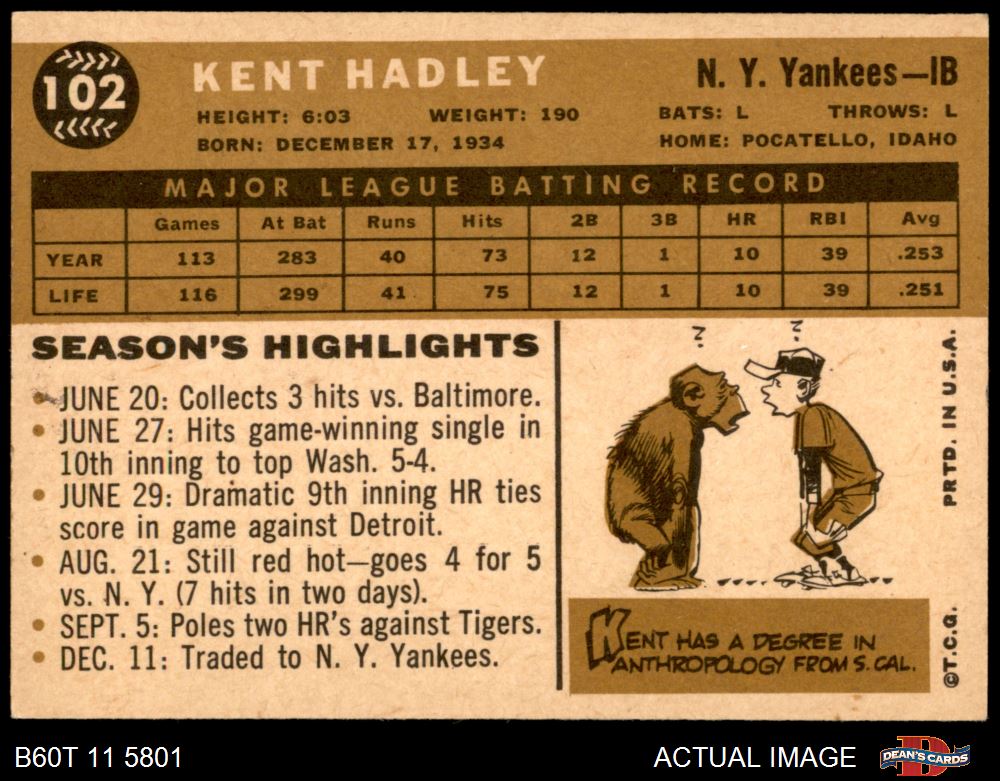 102
KENT HADLEY
N. Y. Yankees—1B
HEIGHT: 6:03 WEIGHT: 190 BATS: L THROWS: L
BORN: DECEMBER 17, 1934 HOME: POCATELLO, IDAHO
MAJOR LEAGUE BATTING RECORD
Games At Bat Runs Hits 2B 3B HR RBI Avg
YEAR 113 283 40 73 12 1 10 39 .253
LIFE 116 299 41 75 12 1 10 39 .251
SEASON'S HIGHLIGHTS
• JUNE 20: Collects 3 hits vs. Baltimore.
• JUNE 27: Hits game-winning single in
10th inning to top Wash. 5-4.
• JUNE 29: Dramatic 9th inning HR ties
score in game against Detroit.
• AUG. 21: Still red hot—goes 4 for 5
vs. N. Y. (7 hits in two days).
• SEPT. 5: Poles two HR's against Tigers.
• DEC. 11: Traded to N. Y. Yankees.
?
?
KENT HAS A DEGREE IN
ANTHROPOLOGY FROM S. CAL.
©T.C.G. PRTD. IN U.S.A.
B60T 11 5801
ACTUAL IMAGE
DEAN'S CARDS